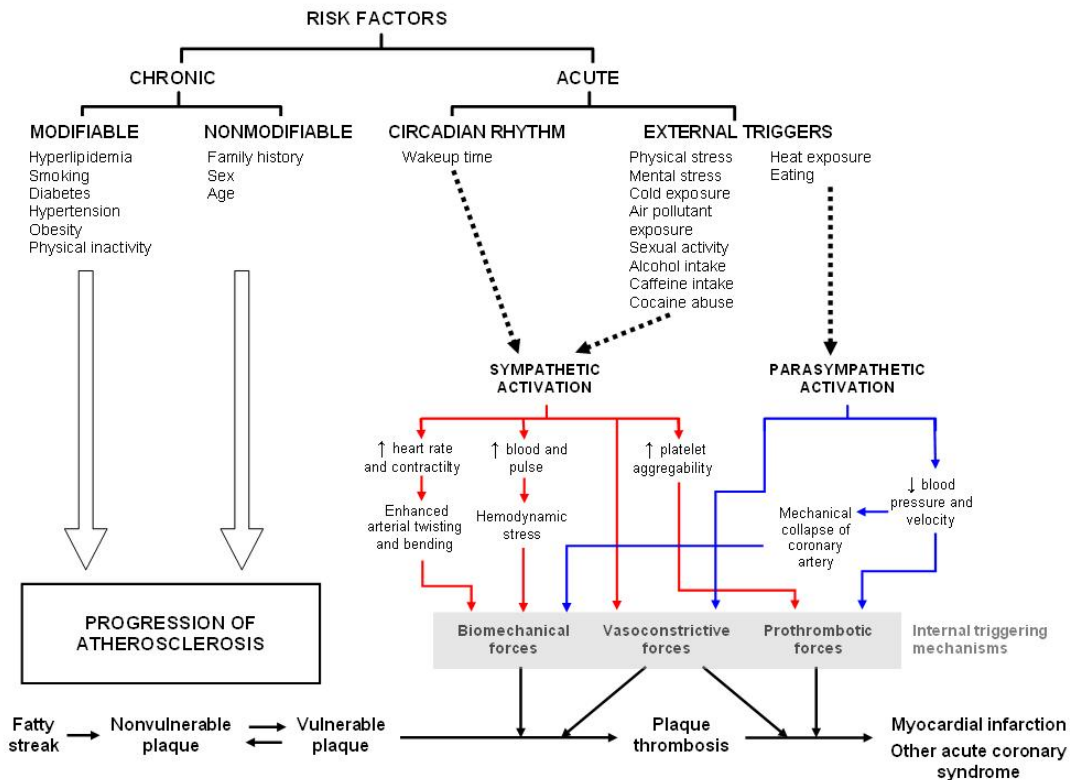 RISK FACTORS
CHRONIC
ACUTE
MODIFIABLE
Hyperlipidemia
Smoking
Diabetes
Hypertension
Obesity
Physical inactivity
NONMODIFIABLE
Family history
Sex
Age
CIRCADIAN RHYTHM
Wakeup time
EXTERNAL TRIGGERS
Physical stress
Mental stress
Cold exposure
Air pollutant
exposure
Sexual activity
Alcohol intake
Caffeine intake
Cocaine abuse
Heat exposure
Eating
SYMPATHETIC
ACTIVATION
PARASYMPATHETIC
ACTIVATION
↑ heart rate
and contractilty
↑ blood and
pulse
↑ platelet
aggregability
↓ blood
pressure and
velocity
Enhanced
arterial twisting
and bending
Hemodynamic
stress
Mechanical
collapse of
coronary
artery
PROGRESSION OF
ATHEROSCLEROSIS
Biomechanical
forces
Vasoconstrictive
forces
Prothrombotic
forces
Internal triggering
mechanisms
Fatty
streak
Nonvulnerable
plaque
Vulnerable
plaque
Plaque
thrombosis
Myocardial infarction
Other acute coronary
syndrome